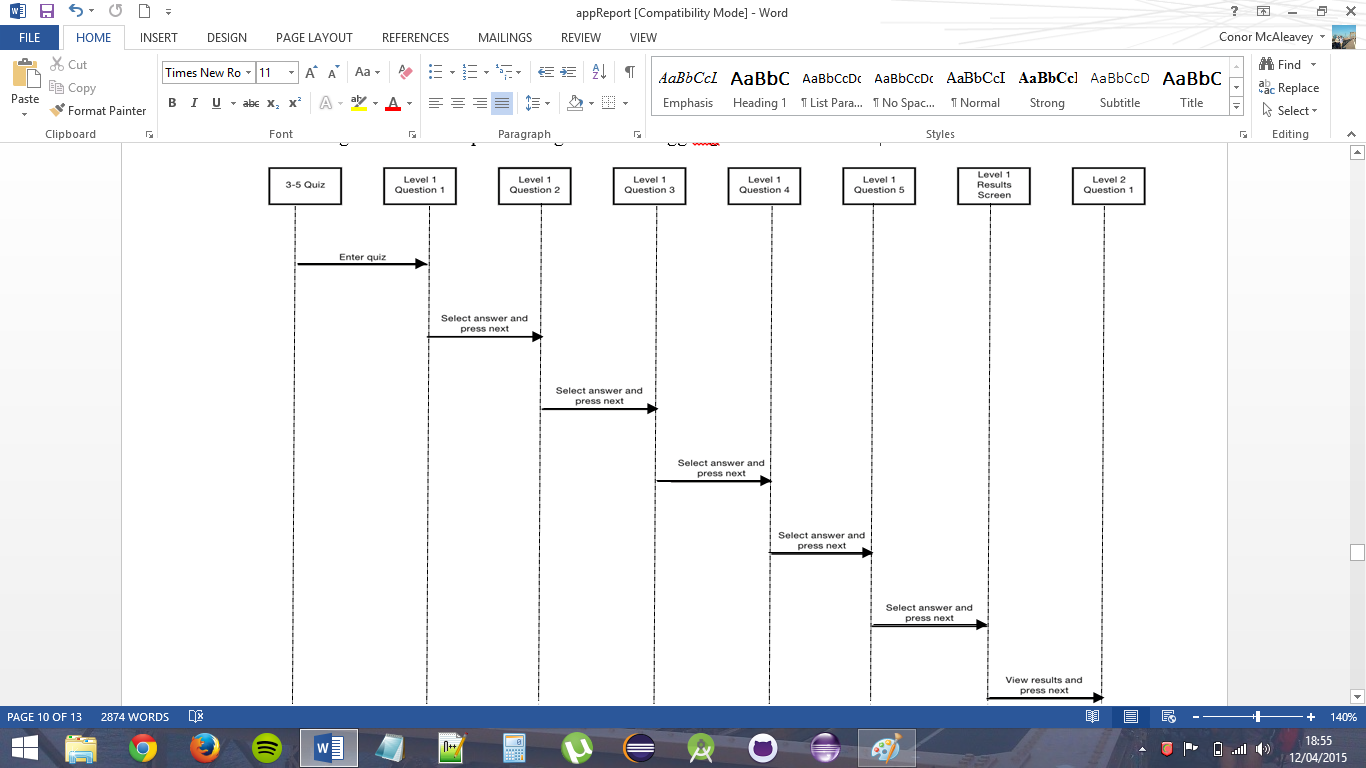 appReport [Compatibility Mode] - Word
FILE HOME INSERT DESIGN PAGE LAYOUT REFERENCES MAILINGS REVIEW VIEW Conor McAleavey
Paste
Cut
Copy
Format Painter
Clipboard
Times New Ro 11
Font
Paragraph
AaBbCcI AaBbC AaBbCcDc AaBbCcDc AaBbCcI AaBbCcI AaBbCcD AaBbC
Emphasis Heading 1 ¶ List Para... ¶ No Spac... ¶ Normal Strong Subtitle Title
Styles
Find
Replace
Select
Editing
3-5 Quiz
Level 1
Question 1
Level 1
Question 2
Level 1
Question 3
Level 1
Question 4
Level 1
Question 5
Level 1
Results
Screen
Level 2
Question 1
Enter quiz
Select answer and
press next
Select answer and
press next
Select answer and
press next
Select answer and
press next
Select answer and
press next
View results and
press next
PAGE 10 OF 13 2874 WORDS 140%
18:55
12/04/2015